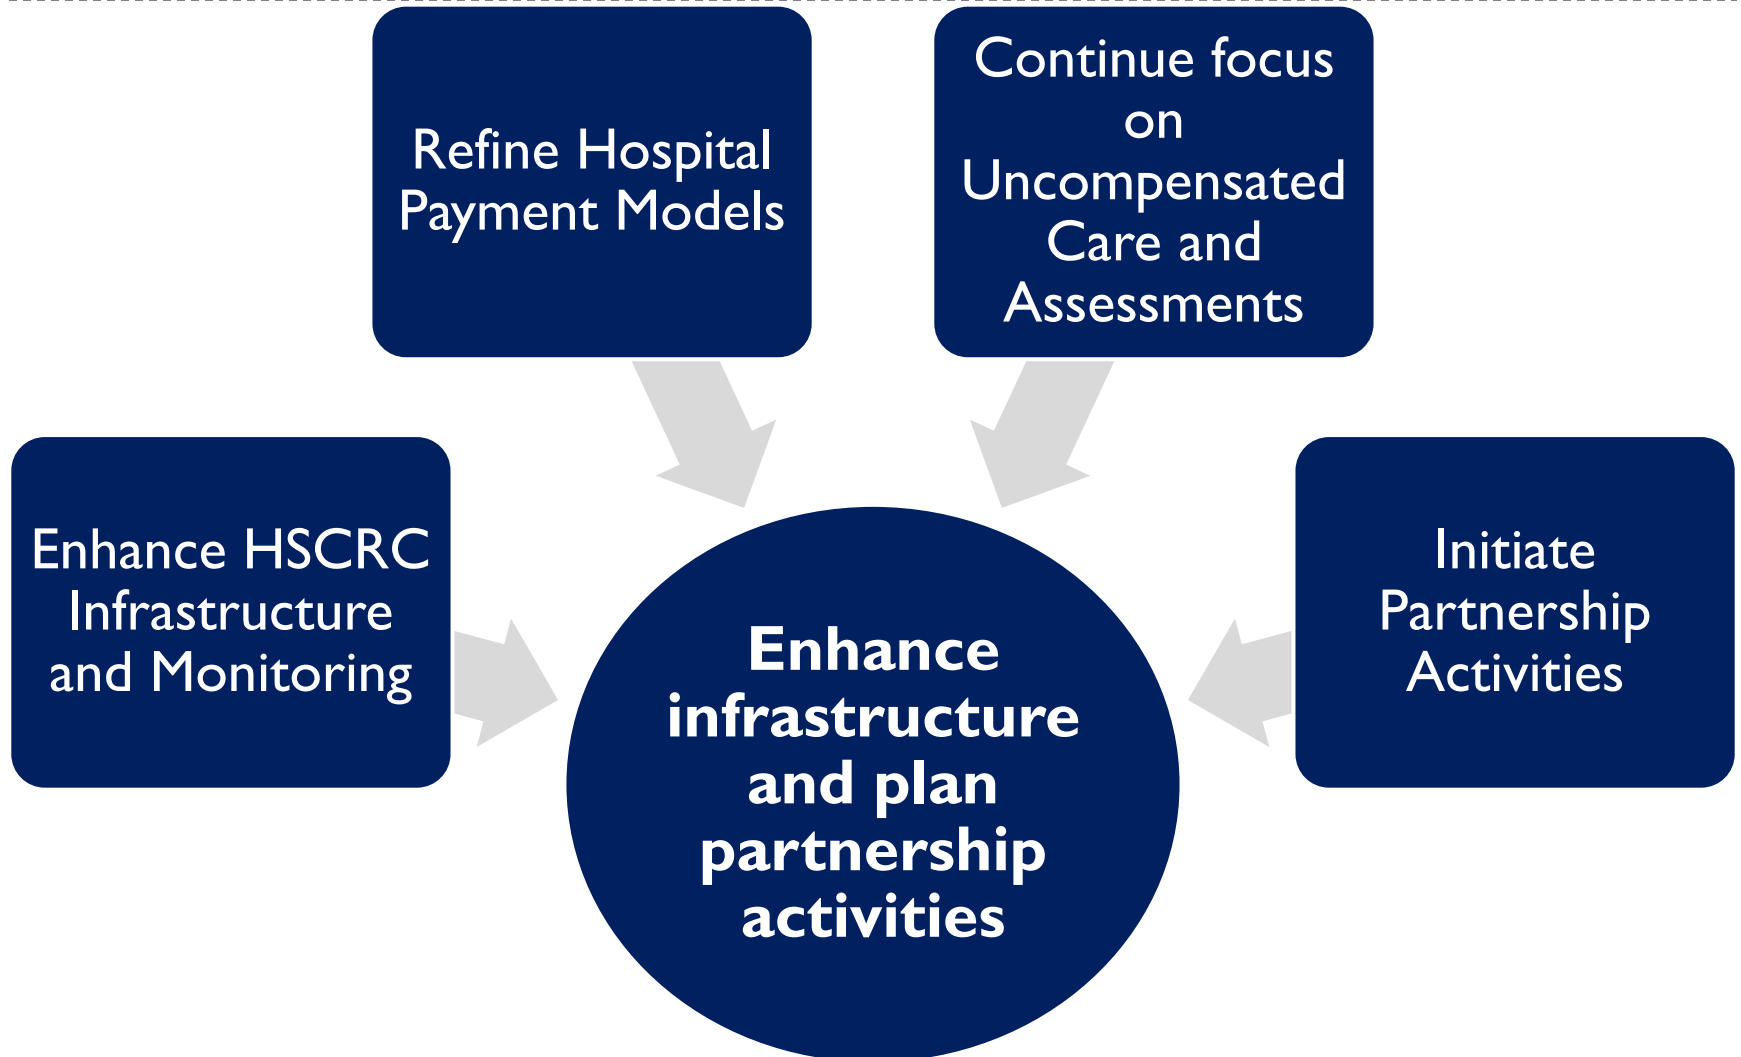 Refine Hospital
Payment Models
Continue focus
on
Uncompensated
Care and
Assessments
Enhance HSCRC
Infrastructure
and Monitoring
Initiate
Partnership
Activities
Enhance
infrastructure
and plan
partnership
activities